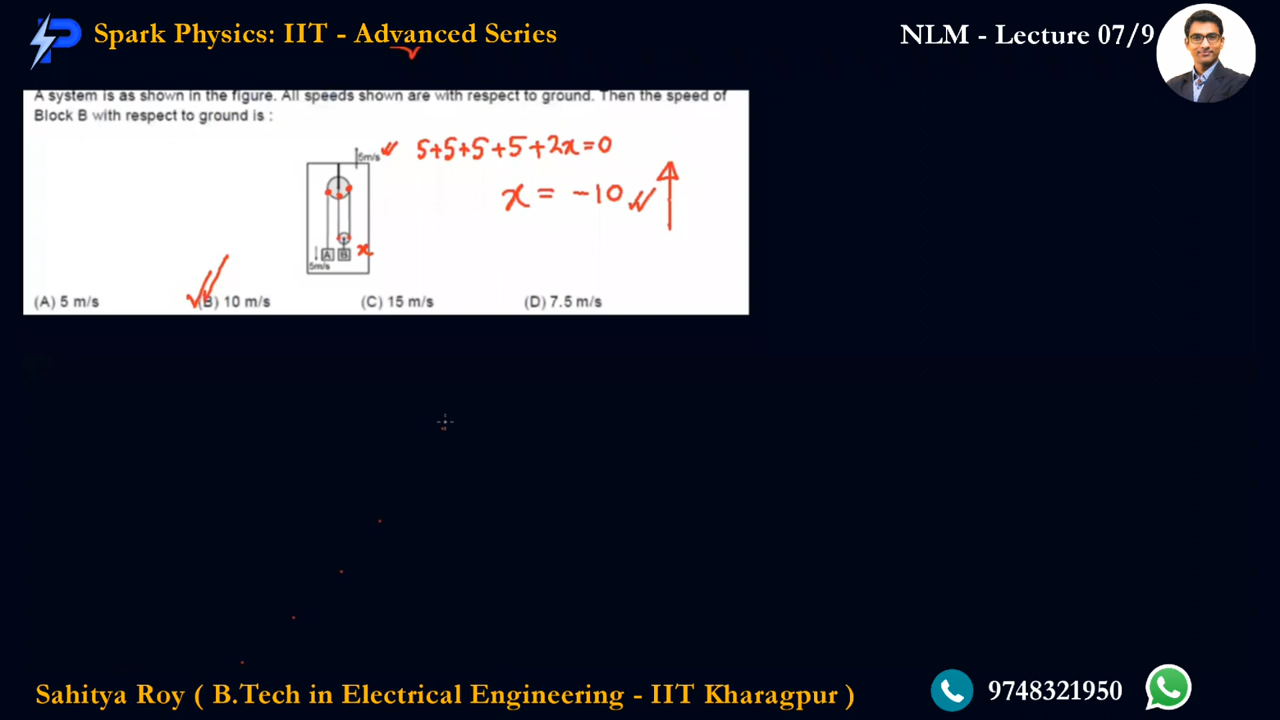 Spark Physics: IIT - Advanced Series
NLM - Lecture 07/9
A system is as shown in the figure. All speeds shown are with respect to ground. Then the speed of
Block B with respect to ground is :
5m/s
5+5+5+5+2x=0
x = -10
A B x
5m/s
(A) 5 m/s (B) 10 m/s (C) 15 m/s (D) 7.5 m/s
Sahitya Roy ( B.Tech in Electrical Engineering - IIT Kharagpur )
9748321950